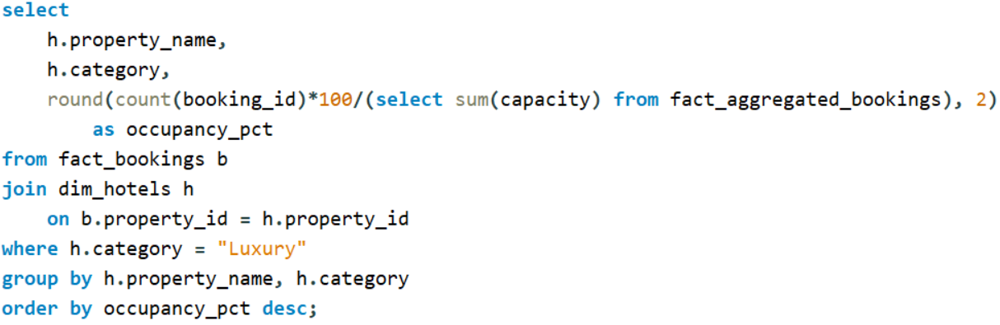 select
    h.property_name,
    h.category,
    round(count(booking_id)*100/(select sum(capacity) from fact_aggregated_bookings), 2)
        as occupancy_pct
from fact_bookings b
join dim_hotels h
    on b.property_id = h.property_id
where h.category = "Luxury"
group by h.property_name, h.category
order by occupancy_pct desc;